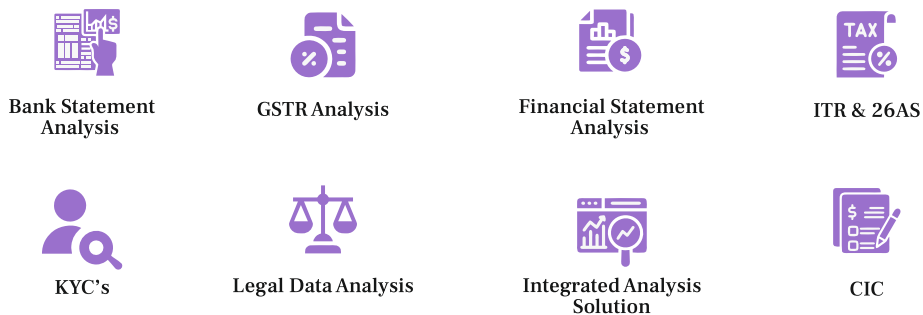 TAX
Bank Statement
Analysis
GSTR Analysis
Financial Statement
Analysis
ITR & 26AS
KYC's
Legal Data Analysis
Integrated Analysis
Solution
CIC